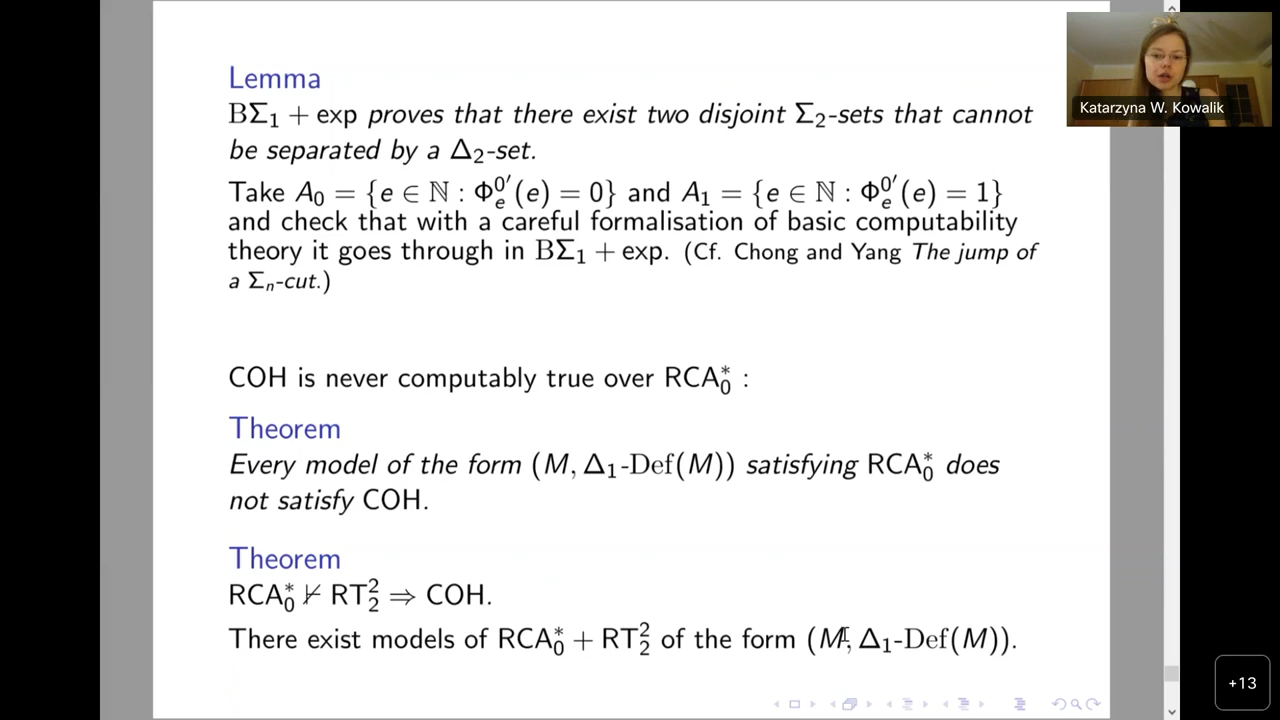 Lemma
BΣ₁ + exp proves that there exist two disjoint Σ₂-sets that cannot
be separated by a Δ₂-set.
Take A₀ = {e ∈ ℕ : Φₑ^{0′}(e) = 0} and A₁ = {e ∈ ℕ : Φₑ^{0′}(e) = 1}
and check that with a careful formalisation of basic computability
theory it goes through in BΣ₁ + exp. (Cf. Chong and Yang The jump of
a Σₙ-cut.)
COH is never computably true over RCA₀* :
Theorem
Every model of the form (M, Δ₁-Def(M)) satisfying RCA₀* does
not satisfy COH.
Theorem
RCA₀* ⊬ RT₂² ⇒ COH.
There exist models of RCA₀* + RT₂² of the form (M, Δ₁-Def(M)).
Katarzyna W. Kowalik
+13